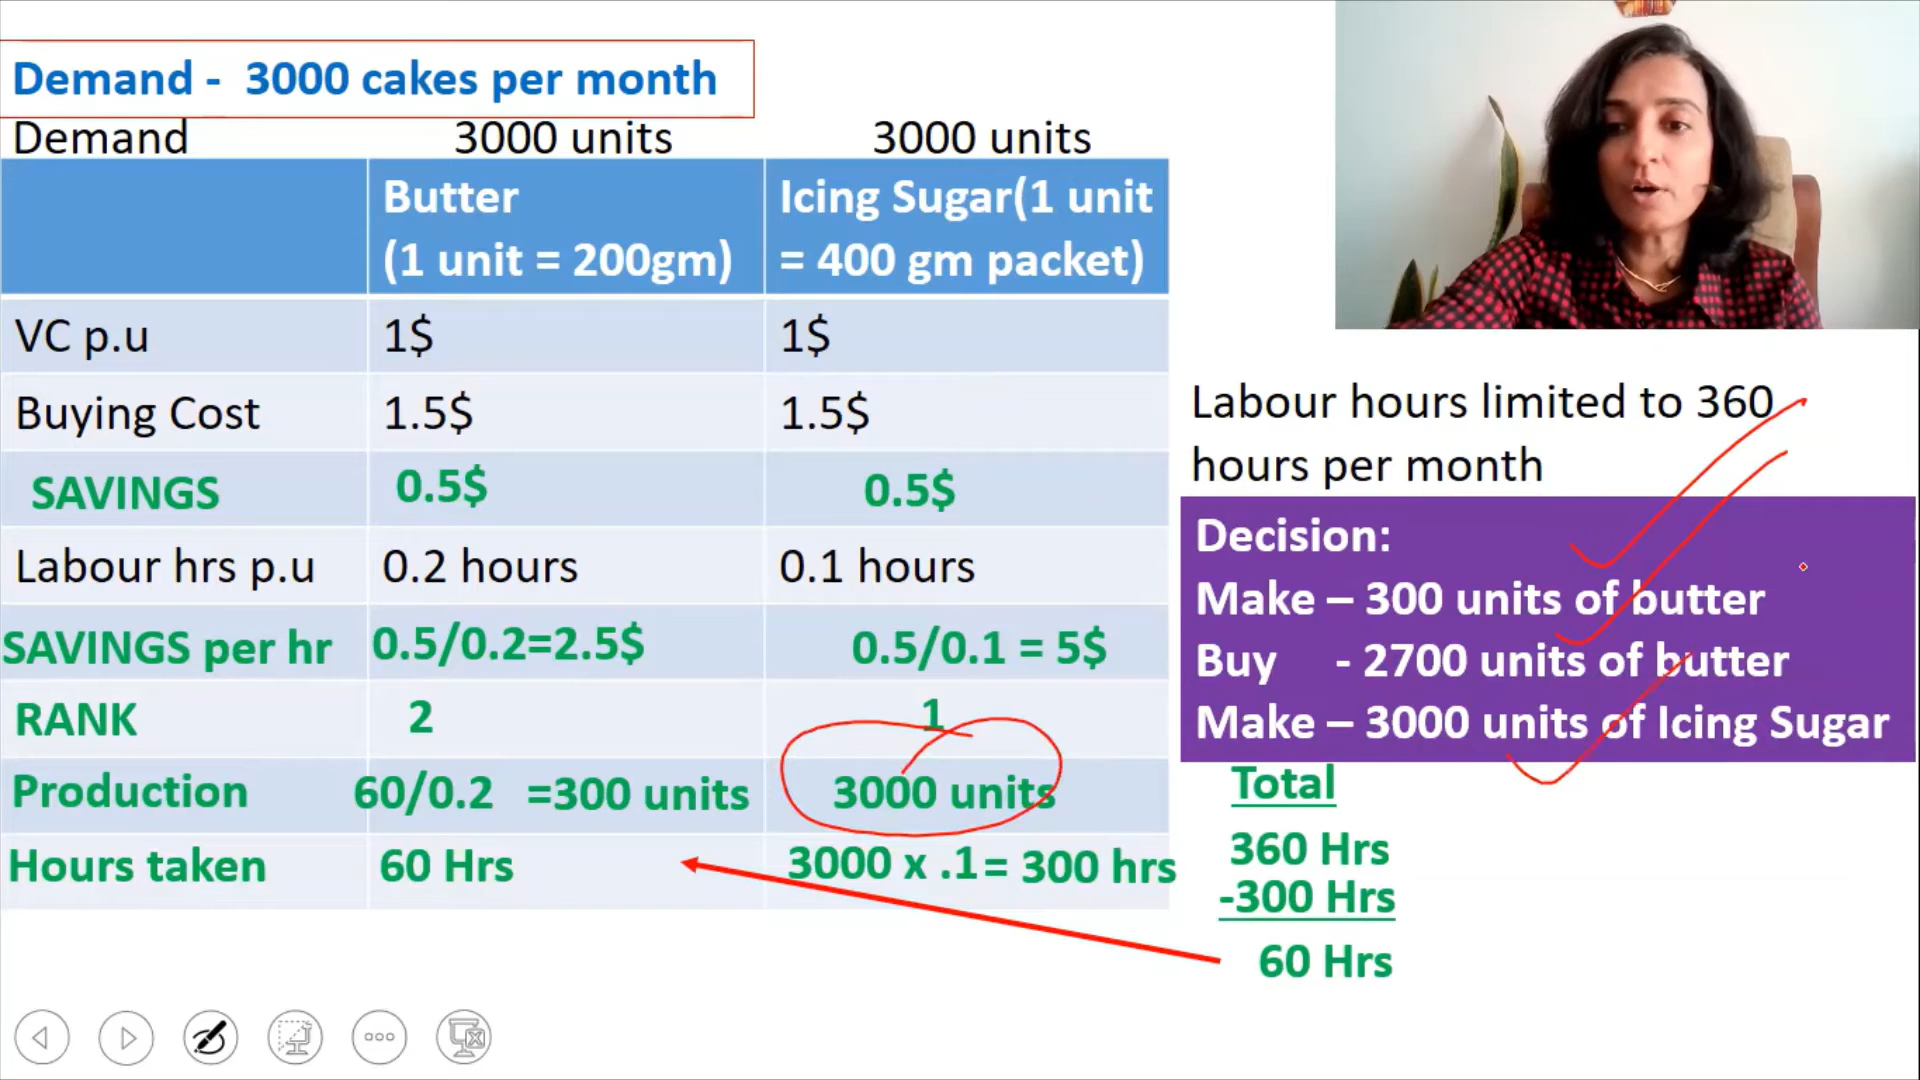 Demand -  3000 cakes per month
Demand 3000 units 3000 units
Butter
(1 unit = 200gm)
Icing Sugar(1 unit
= 400 gm packet)
VC p.u 1$ 1$
Buying Cost 1.5$ 1.5$
SAVINGS 0.5$ 0.5$
Labour hrs p.u 0.2 hours 0.1 hours
SAVINGS per hr 0.5/0.2=2.5$ 0.5/0.1 = 5$
RANK 2 1
Production 60/0.2 =300 units 3000 units
Hours taken 60 Hrs 3000 x .1= 300 hrs
Labour hours limited to 360
hours per month
Decision:
Make – 300 units of butter
Buy - 2700 units of butter
Make – 3000 units of Icing Sugar
Total
360 Hrs
-300 Hrs
60 Hrs